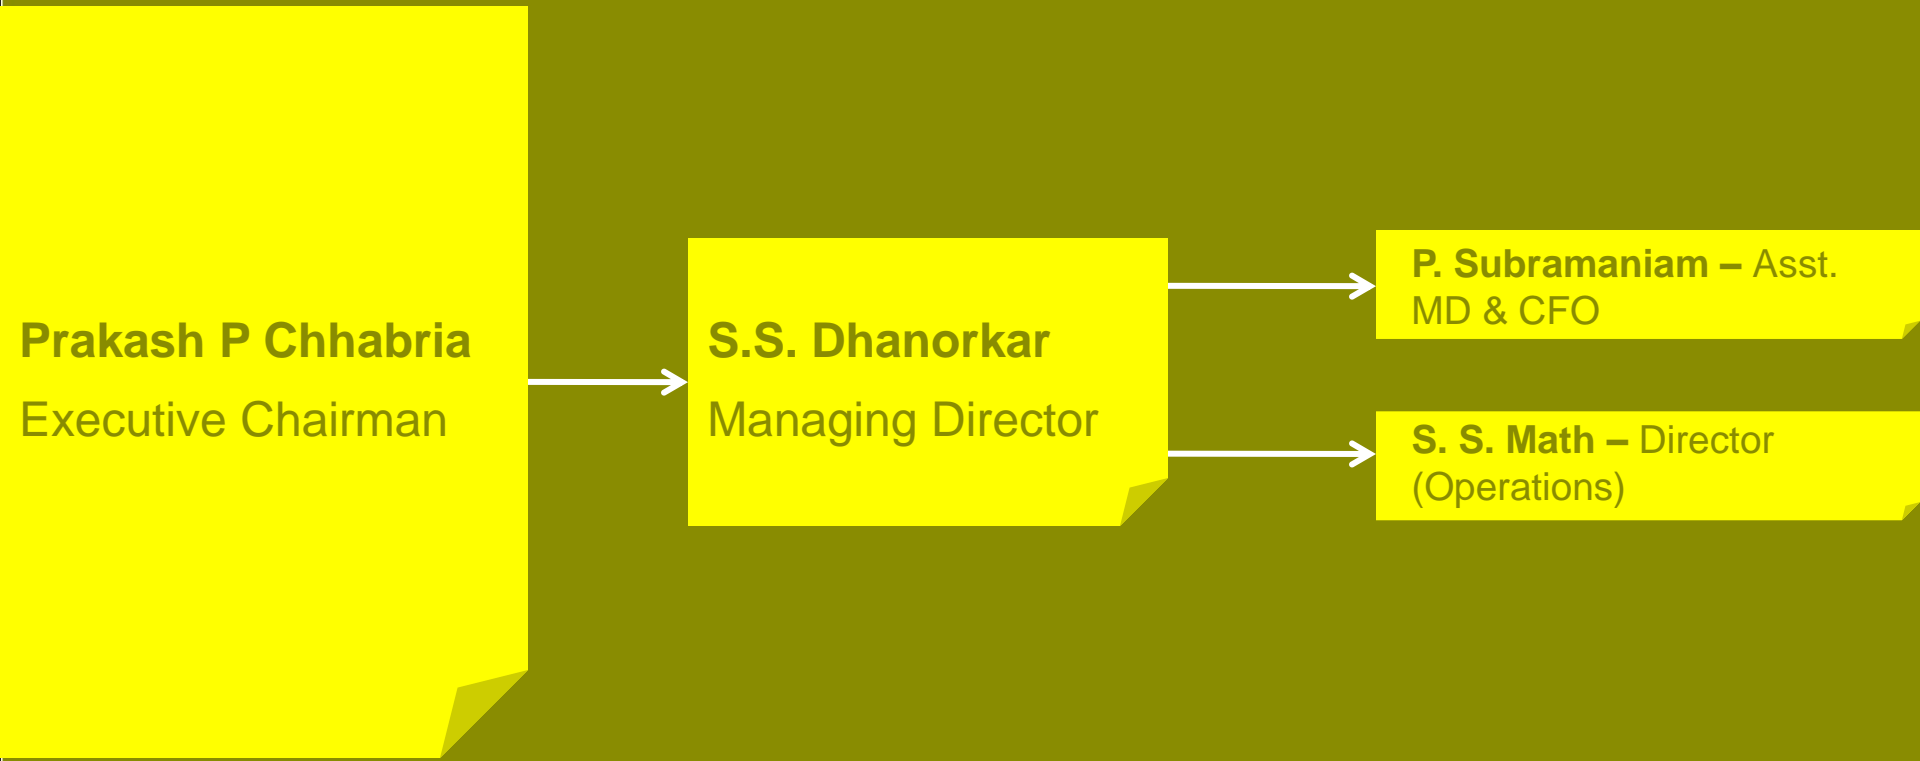 Prakash P Chhabria
Executive Chairman
S.S. Dhanorkar
Managing Director
P. Subramaniam – Asst.
MD & CFO
S. S. Math – Director
(Operations)